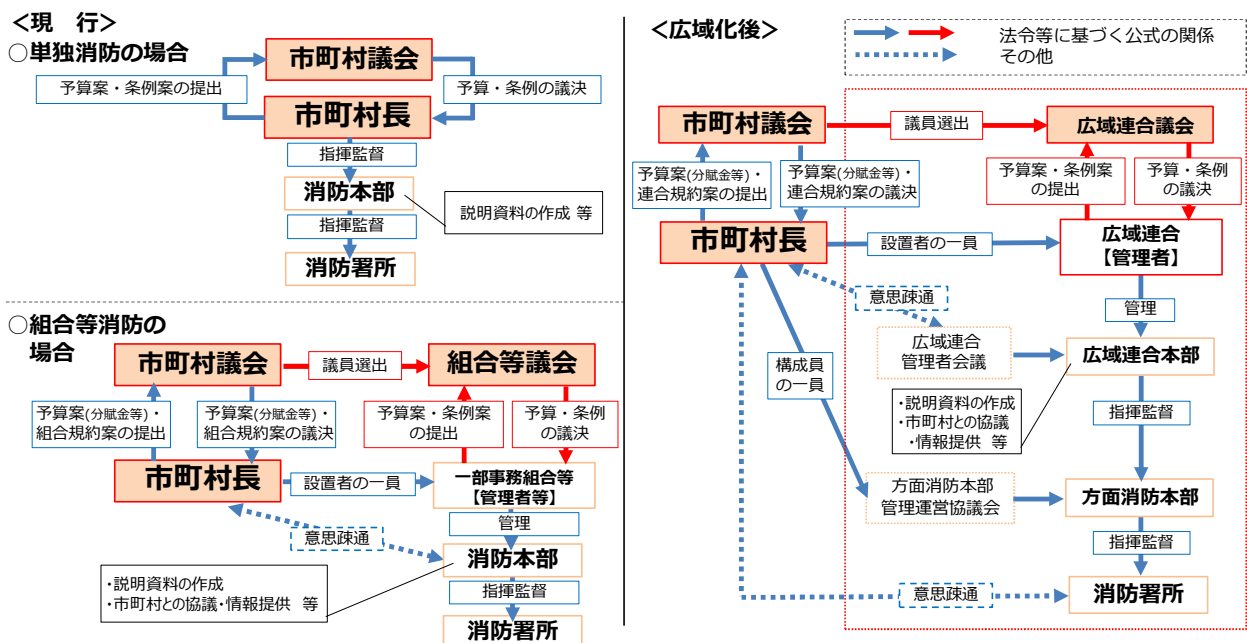 <現　行>
○単独消防の場合
市町村議会
予算案・条例案の提出
予算・条例の議決
市町村長
指揮監督
消防本部
説明資料の作成 等
指揮監督
消防署所
○組合等消防の
場合
市町村議会
議員選出
組合等議会
予算案(分賦金等)・
組合規約案の提出
予算案(分賦金等)・
組合規約案の議決
予算案・条例案
の提出
予算・条例
の議決
市町村長
設置者の一員
一部事務組合等
【管理者等】
意思疎通
管理
消防本部
・説明資料の作成
・市町村との協議・情報提供 等
指揮監督
消防署所
<広域化後>
法令等に基づく公式の関係
その他
市町村議会
議員選出
広域連合議会
予算案(分賦金等)・
連合規約案の提出
予算案(分賦金等)・
連合規約案の議決
予算案・条例案
の提出
予算・条例
の議決
市町村長
設置者の一員
広域連合
【管理者】
意思疎通
管理
広域連合
管理者会議
広域連合本部
構成員
の一員
・説明資料の作成
・市町村との協議
・情報提供 等
指揮監督
方面消防本部
管理運営協議会
方面消防本部
指揮監督
意思疎通
消防署所